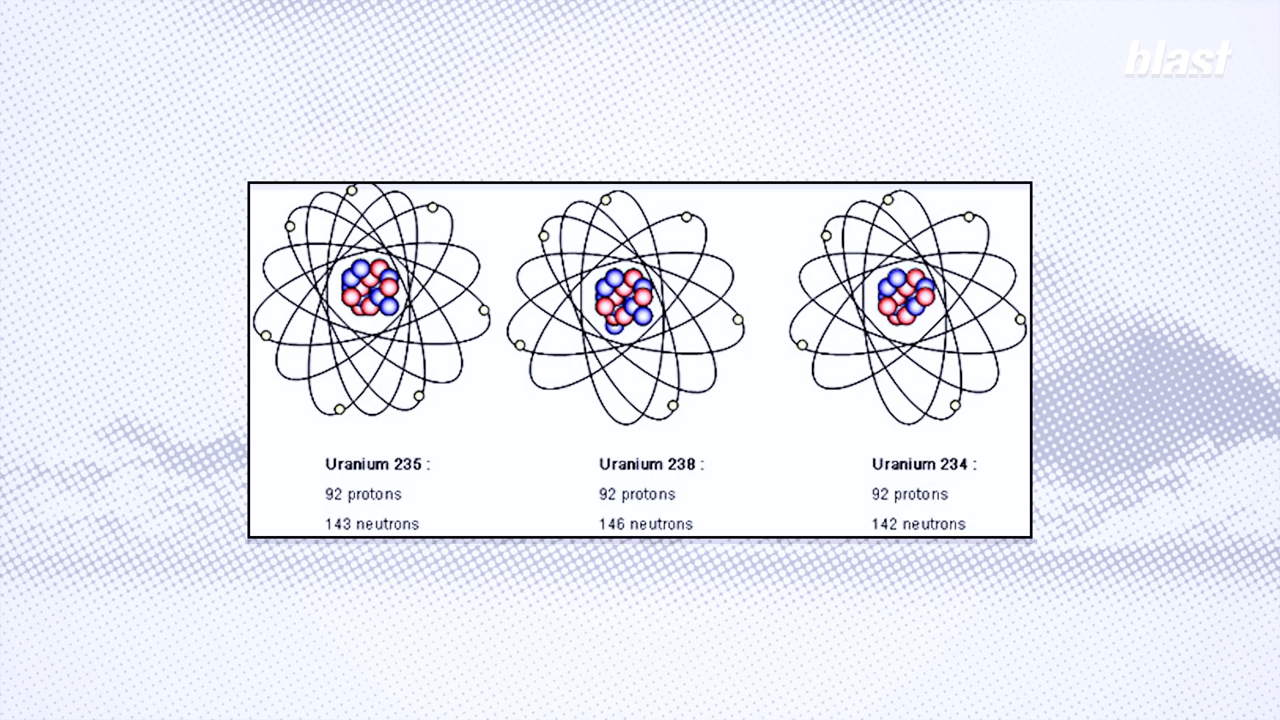 blast
Uranium 235 :
92 protons
143 neutrons
Uranium 238 :
92 protons
146 neutrons
Uranium 234 :
92 protons
142 neutrons